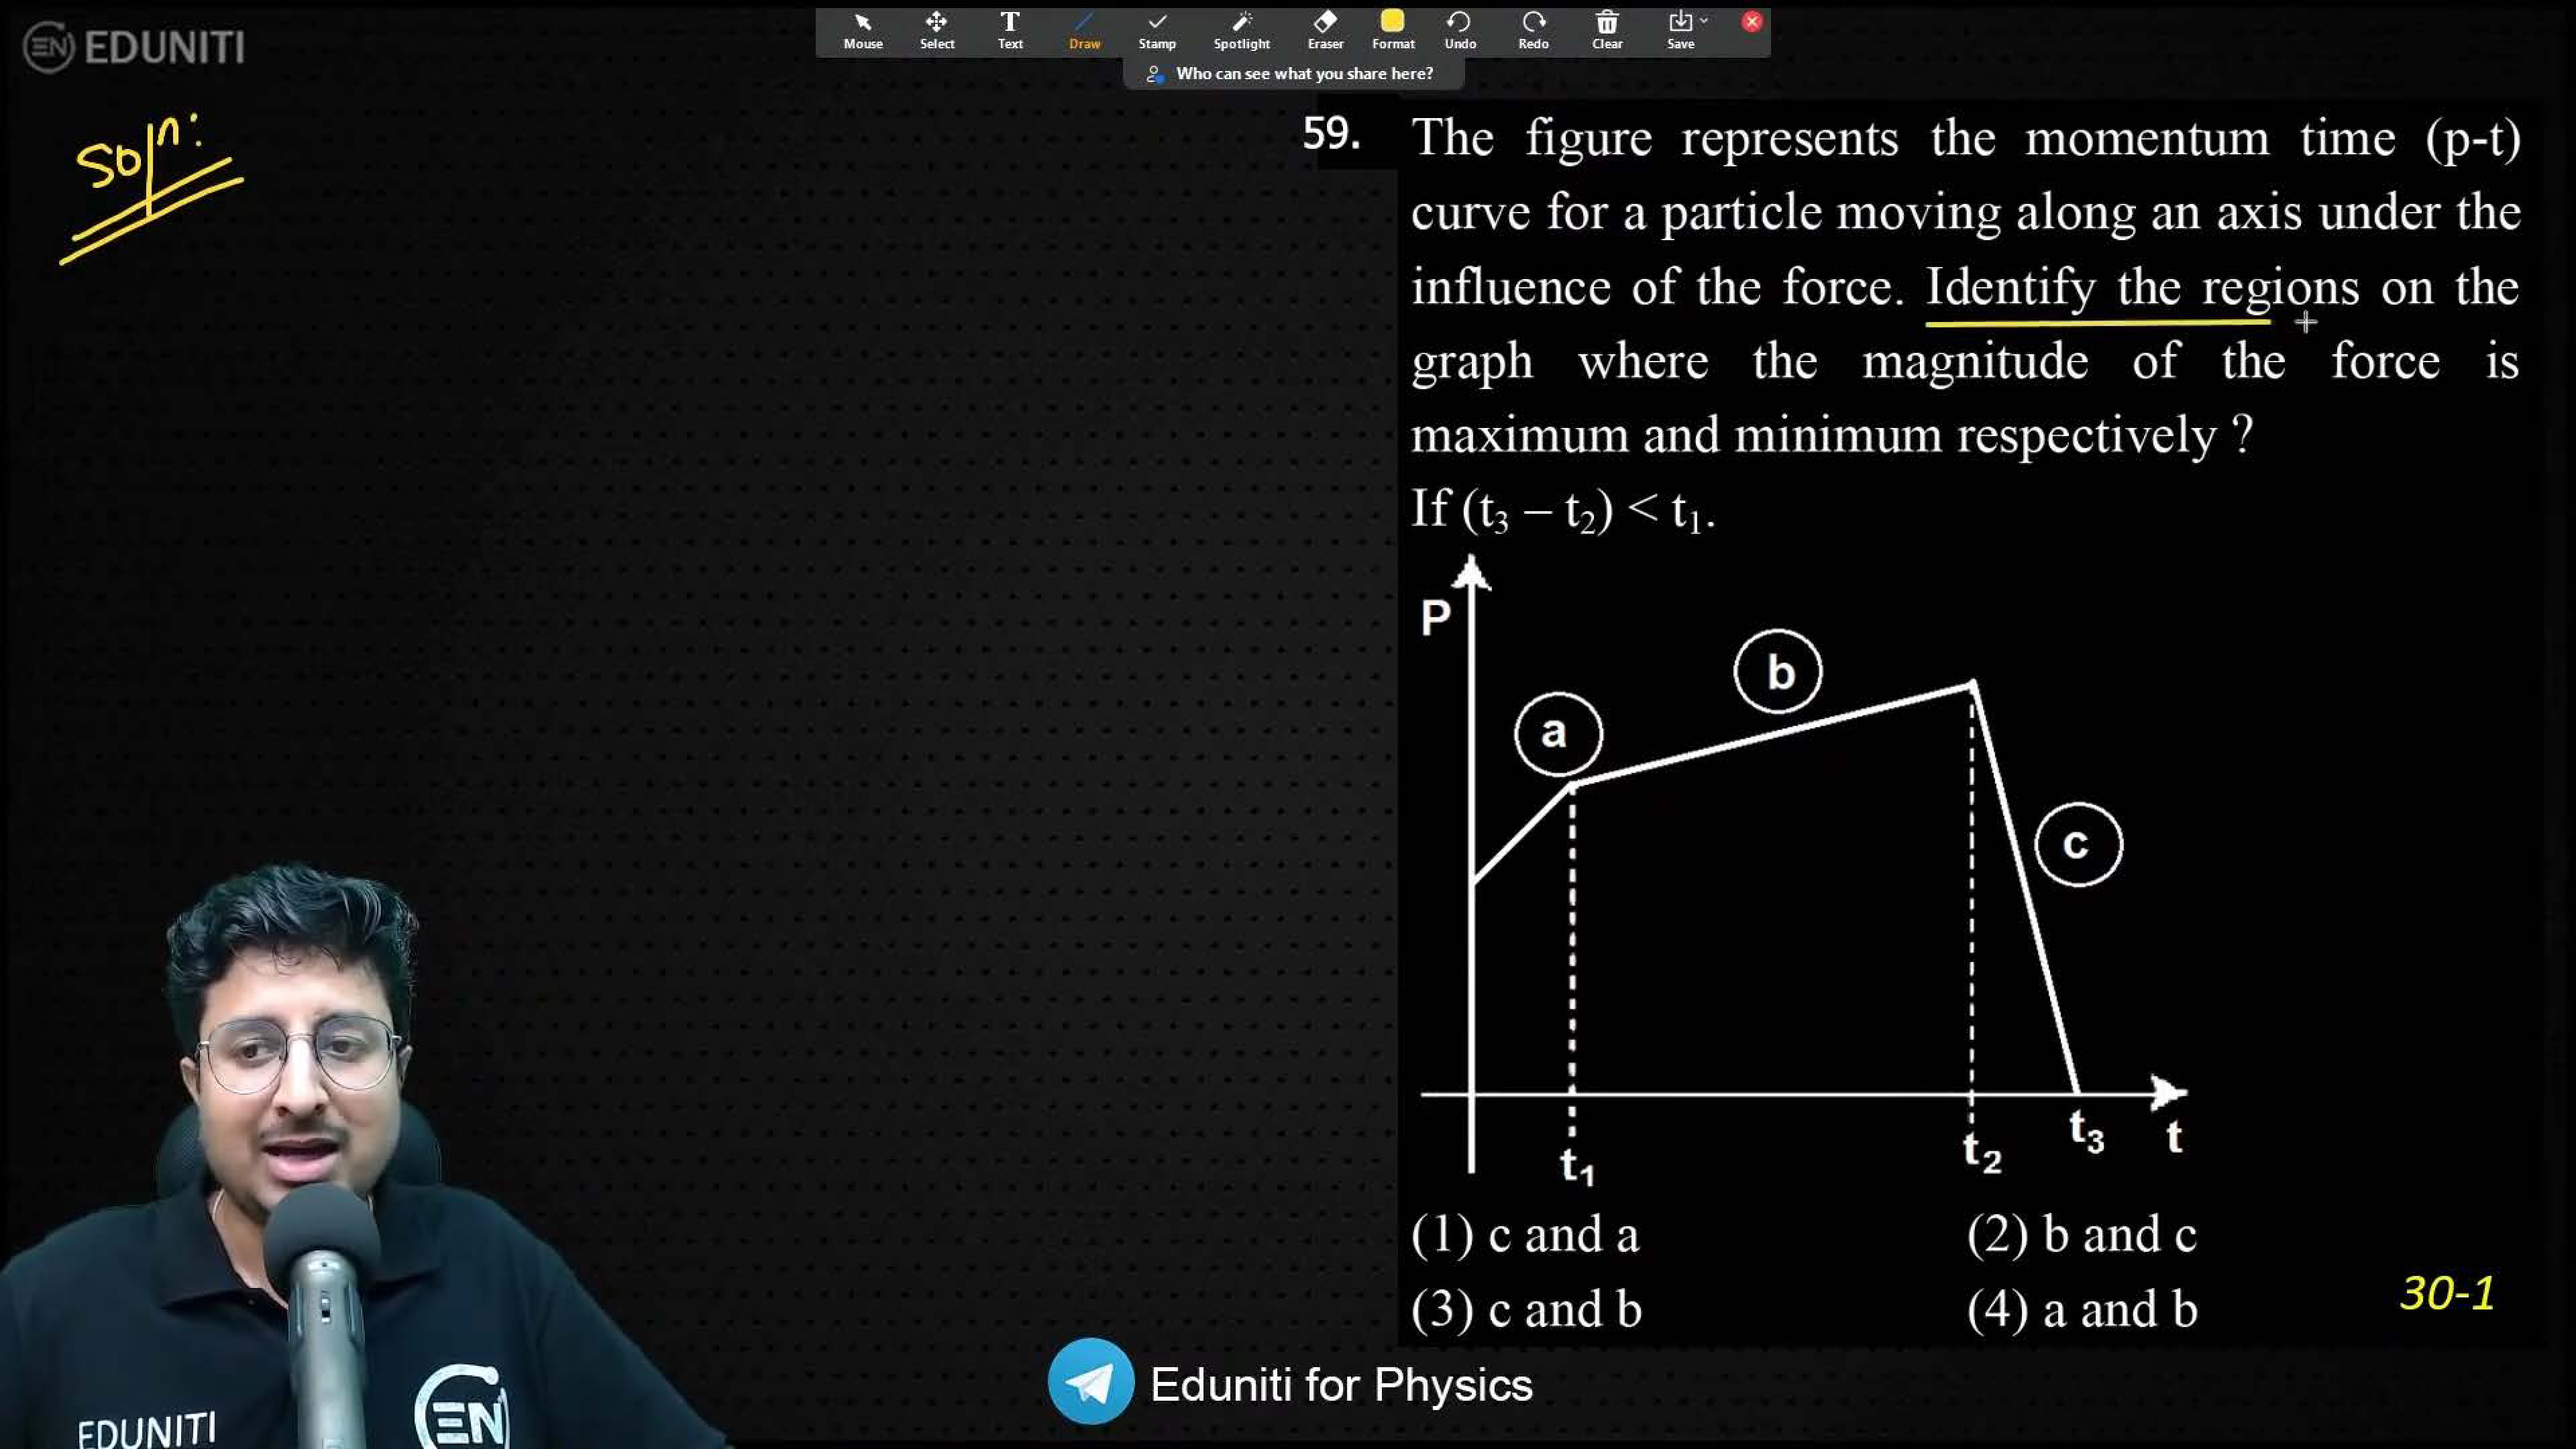 EN EDUNITI
Mouse Select Text Draw Stamp Spotlight Eraser Format Undo Redo Clear Save
Who can see what you share here?
Soln:
59. The figure represents the momentum time (p-t)
curve for a particle moving along an axis under the
influence of the force. Identify the regions on the
graph where the magnitude of the force is
maximum and minimum respectively ?
If (t₃ – t₂) < t₁.
P
a
b
c
t₁
t₂
t₃
t
(1) c and a (2) b and c
(3) c and b (4) a and b
30-1
Eduniti for Physics
EDUNITI
EN